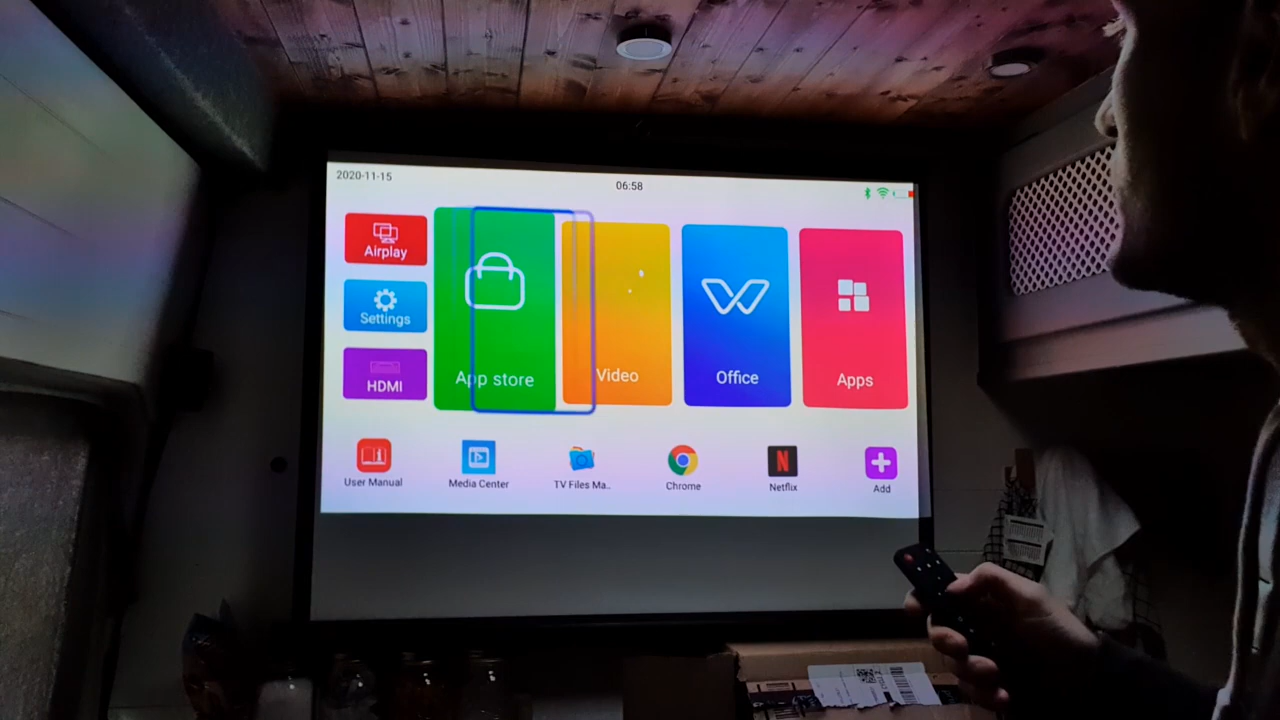 2020-11-15
06:58
Airplay
Settings
HDMI
App store
Video
Office
Apps
User Manual
Media Center
TV Files Ma..
Chrome
N
Netflix
Add